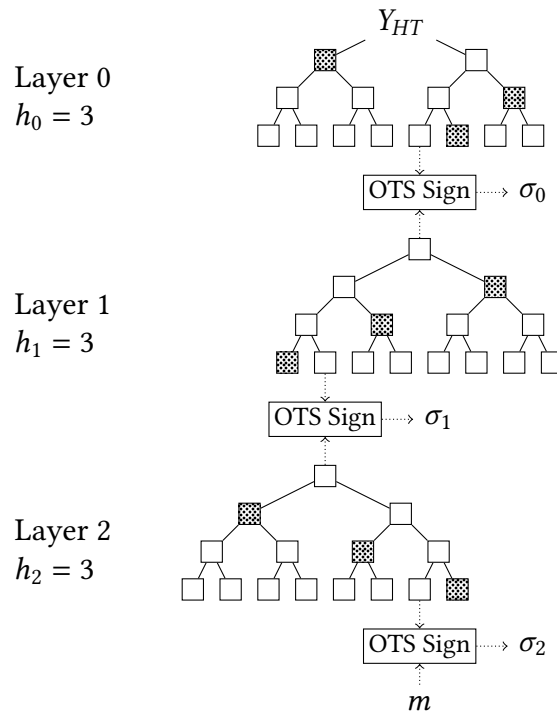 Y_{HT}
Layer 0
h_0 = 3
OTS Sign
σ_0
Layer 1
h_1 = 3
OTS Sign
σ_1
Layer 2
h_2 = 3
OTS Sign
σ_2
m